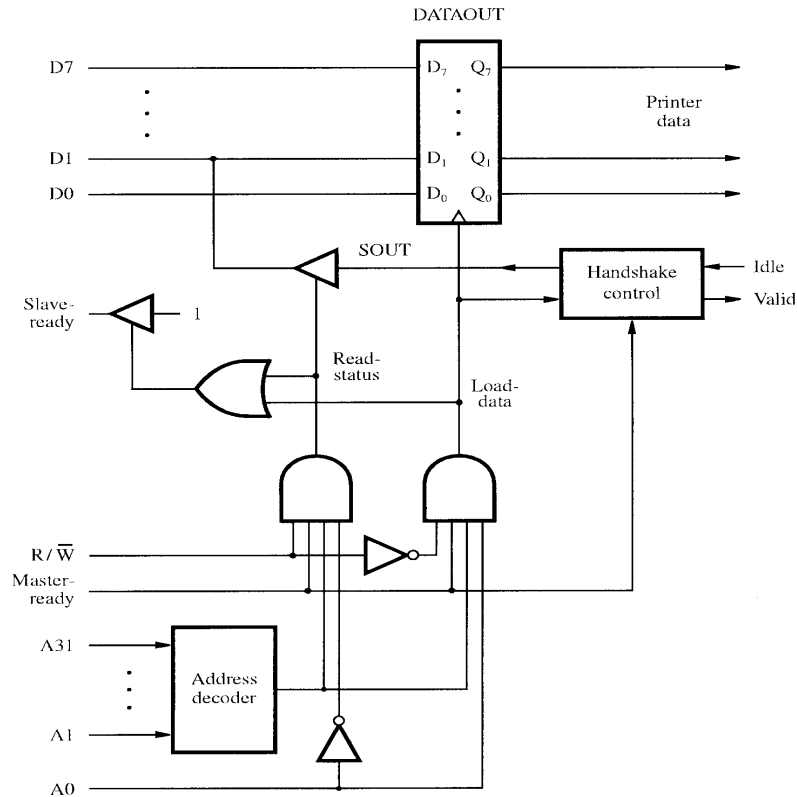 DATAOUT
D7 D₇ Q₇
Printer
data
D1 D₁ Q₁
D0 D₀ Q₀
SOUT
Handshake
control
Idle
Valid
Slave-
ready
1
Read-
status
Load-
data
R / W̅
Master-
ready
A31
Address
decoder
A1
A0